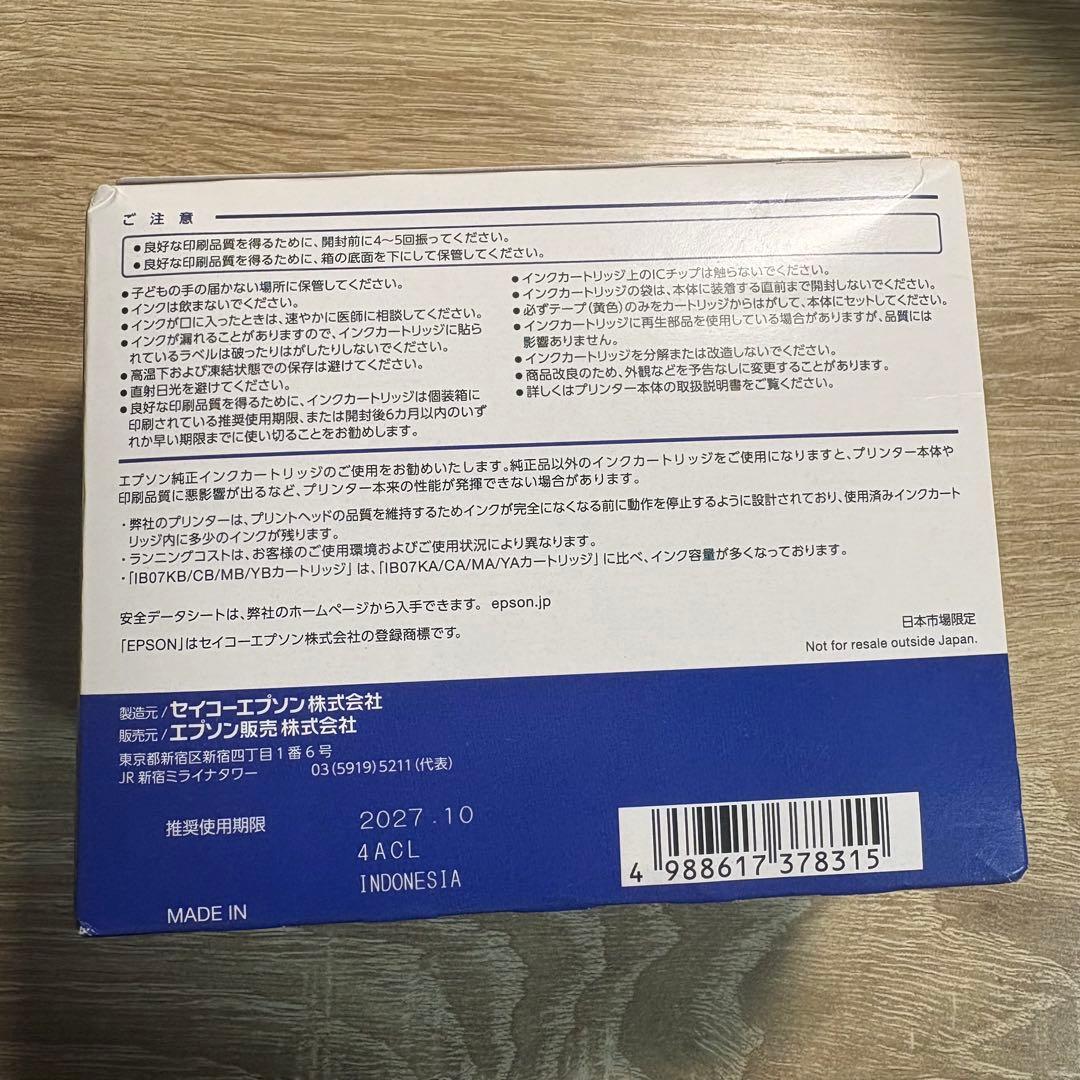 ご注意
●良好な印刷品質を得るために、開封前に4〜5回振ってください。
●良好な印刷品質を得るために、箱の底面を下にして保管してください。
●子どもの手の届かない場所に保管してください。
●インクは飲まないでください。
●インクが口に入ったときは、速やかに医師に相談してください。
●インクが漏れることがありますので、インクカートリッジに貼ら
れているラベルは破ったりはがしたりしないでください。
●高温下および凍結状態での保存は避けてください。
●直射日光を避けてください。
●良好な印刷品質を得るために、インクカートリッジは個装箱に
印刷されている推奨使用期限、または開封後6カ月以内のいず
れか早い期限までに使い切ることをお勧めします。
●インクカートリッジ上のICチップは触らないでください。
●インクカートリッジの袋は、本体に装着する直前まで開封しないでください。
●必ずテープ(黄色)のみをカートリッジからはがして、本体にセットしてください。
●インクカートリッジに再生部品を使用している場合がありますが、品質には
影響ありません。
●インクカートリッジを分解または改造しないでください。
●商品改良のため、外観などを予告なしに変更することがあります。
●詳しくはプリンター本体の取扱説明書をご覧ください。
エプソン純正インクカートリッジのご使用をお勧めいたします。純正品以外のインクカートリッジをご使用になりますと、プリンター本体や
印刷品質に悪影響が出るなど、プリンター本来の性能が発揮できない場合があります。
・弊社のプリンターは、プリントヘッドの品質を維持するためインクが完全になくなる前に動作を停止するように設計されており、使用済みインクカート
リッジ内に多少のインクが残ります。
・ランニングコストは、お客様のご使用環境およびご使用状況により異なります。
・「IB07KB/CB/MB/YBカートリッジ」は、「IB07KA/CA/MA/YAカートリッジ」に比べ、インク容量が多くなっております。
安全データシートは、弊社のホームページから入手できます。 epson.jp
「EPSON」はセイコーエプソン株式会社の登録商標です。
日本市場限定
Not for resale outside Japan.
製造元/セイコーエプソン株式会社
販売元/エプソン販売株式会社
東京都新宿区新宿四丁目1番6号
JR新宿ミライナタワー 03(5919)5211(代表)
推奨使用期限 2027.10
4ACL
INDONESIA
MADE IN
4 988617 378315